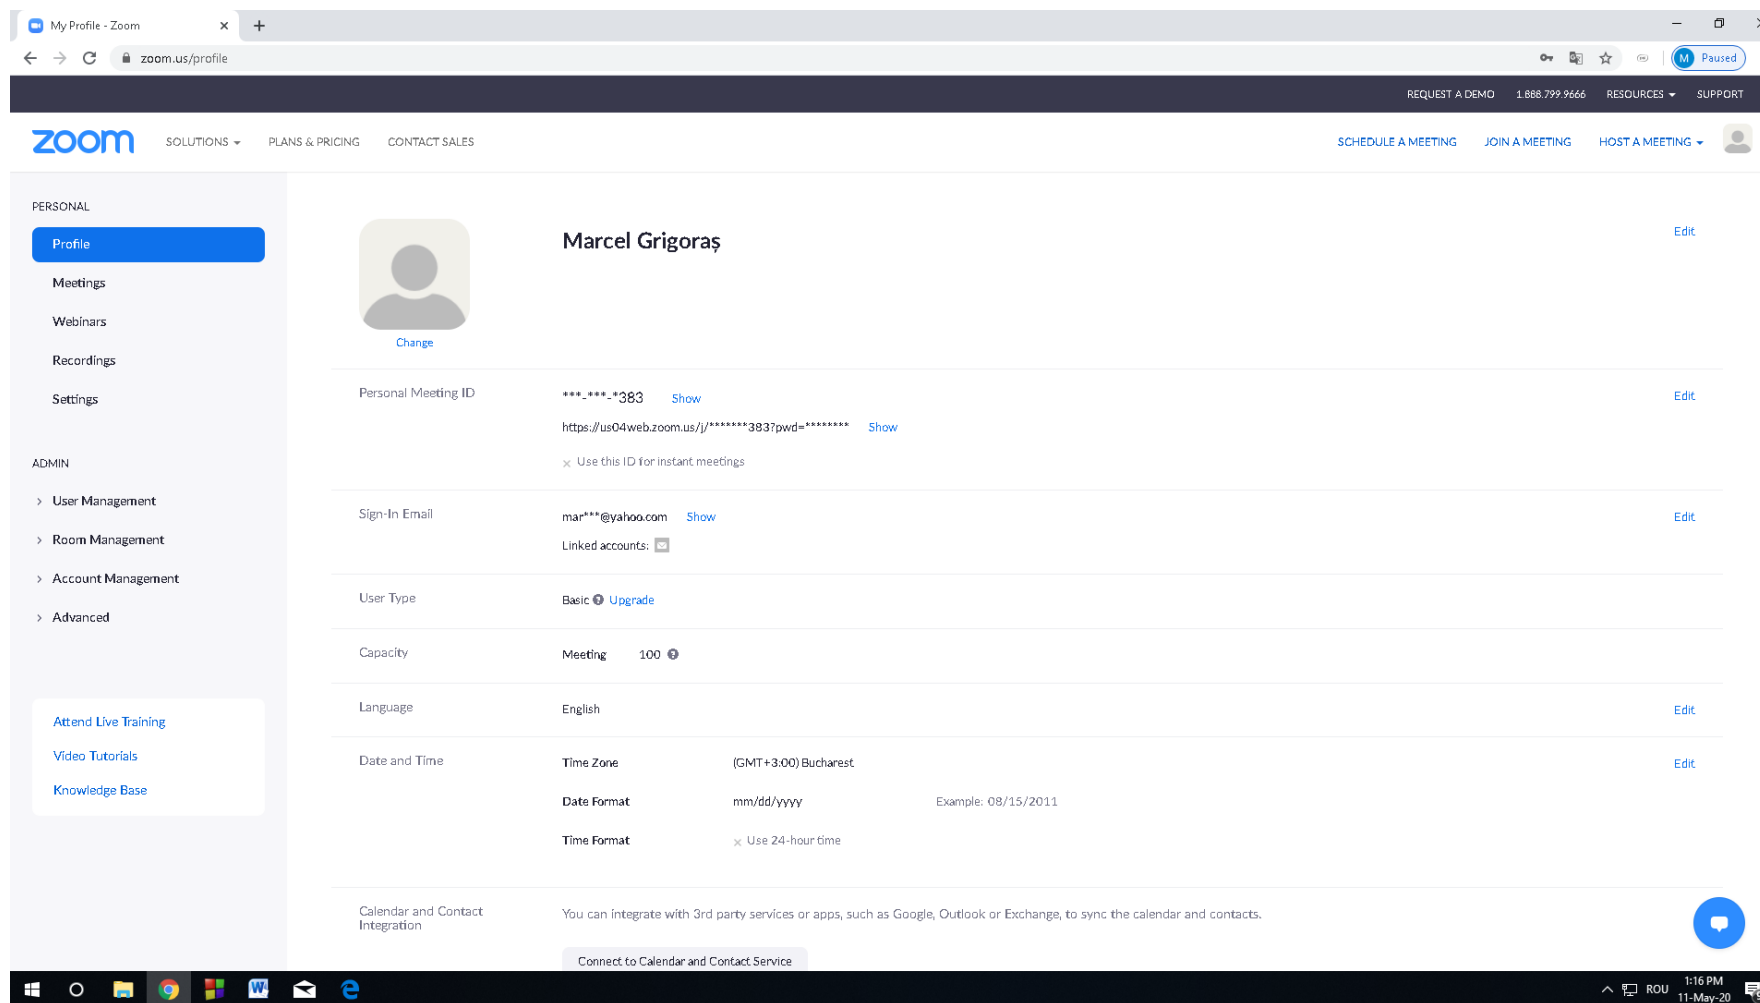 My Profile - Zoom
zoom.us/profile
M Paused
REQUEST A DEMO 1.888.799.9666 RESOURCES SUPPORT
zoom SOLUTIONS PLANS & PRICING CONTACT SALES SCHEDULE A MEETING JOIN A MEETING HOST A MEETING
PERSONAL
Profile
Meetings
Webinars
Recordings
Settings
ADMIN
User Management
Room Management
Account Management
Advanced
Attend Live Training
Video Tutorials
Knowledge Base
Marcel Grigoraș Edit
Change
Personal Meeting ID ***-***-*383 Show Edit
https://us04web.zoom.us/j/*******383?pwd=******** Show
Use this ID for instant meetings
Sign-In Email mar***@yahoo.com Show Edit
Linked accounts:
User Type Basic Upgrade
Capacity Meeting 100
Language English Edit
Date and Time Time Zone (GMT+3:00) Bucharest Edit
Date Format mm/dd/yyyy Example: 08/15/2011
Time Format Use 24-hour time
Calendar and Contact
Integration
You can integrate with 3rd party services or apps, such as Google, Outlook or Exchange, to sync the calendar and contacts.
Connect to Calendar and Contact Service
ROU 1:16 PM
11-May-20